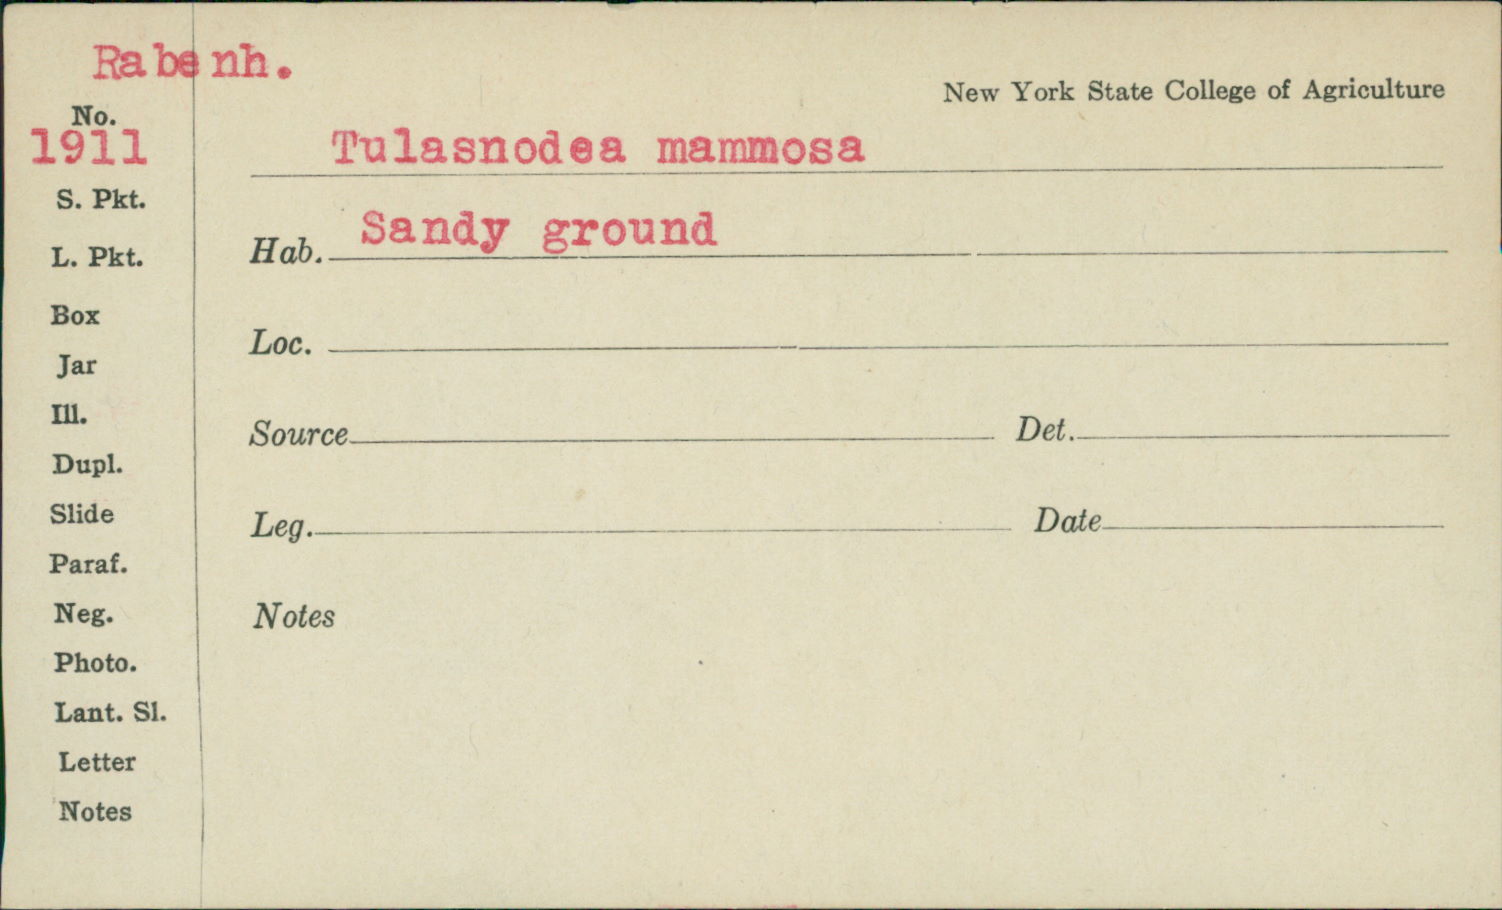 Rabenh.
New York State College of Agriculture
No.
1911
Tulasnodea mammosa
S. Pkt.
Hab. Sandy ground
L. Pkt.
Box
Loc.
Jar
Ill.
Source Det.
Dupl.
Slide
Leg. Date
Paraf.
Neg.
Notes
Photo.
Lant. Sl.
Letter
Notes